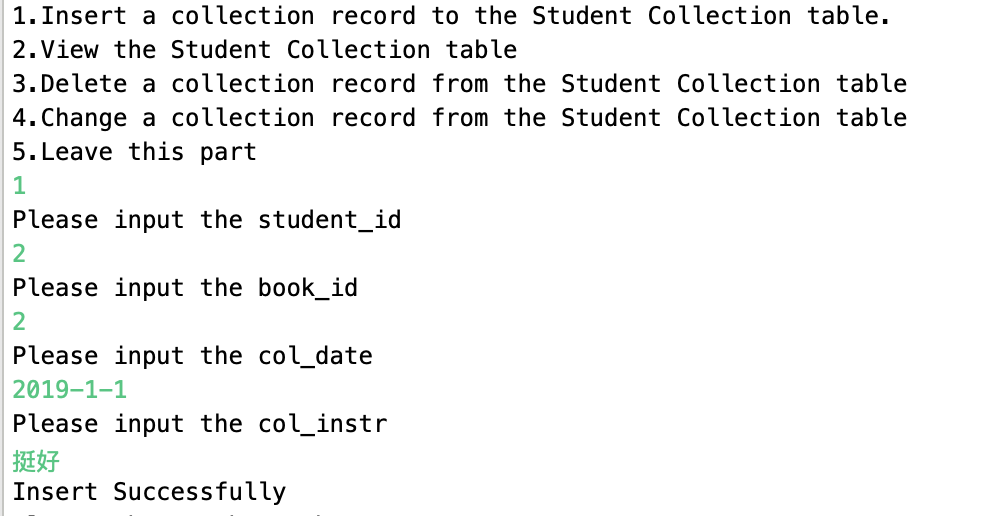 1.Insert a collection record to the Student Collection table.
2.View the Student Collection table
3.Delete a collection record from the Student Collection table
4.Change a collection record from the Student Collection table
5.Leave this part
1
Please input the student_id
2
Please input the book_id
2
Please input the col_date
2019-1-1
Please input the col_instr
挺好
Insert Successfully